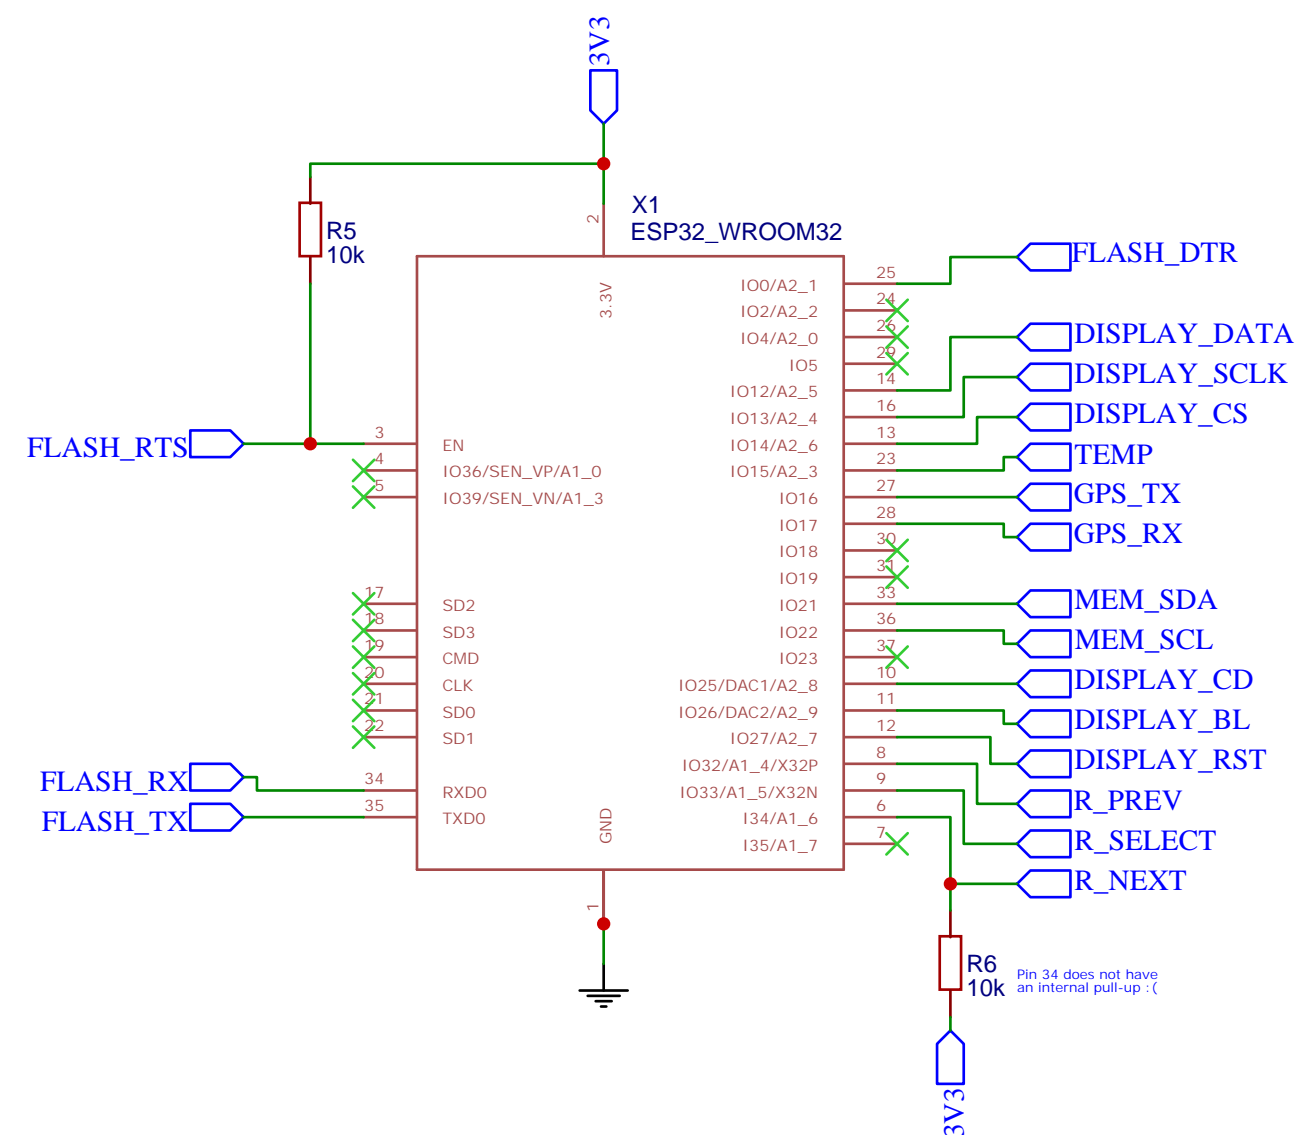 3V3
X1
ESP32_WROOM32
2
3.3V
R5
10k
FLASH_RTS
3
EN
4
IO36/SEN_VP/A1_0
5
IO39/SEN_VN/A1_3
17
SD2
18
SD3
19
CMD
20
CLK
21
SD0
22
SD1
FLASH_RX
34
RXD0
FLASH_TX
35
TXD0
GND
1
IO0/A2_1
25
FLASH_DTR
IO2/A2_2
24
IO4/A2_0
26
IO5
29
IO12/A2_5
14
DISPLAY_DATA
IO13/A2_4
16
DISPLAY_SCLK
IO14/A2_6
13
DISPLAY_CS
IO15/A2_3
23
TEMP
IO16
27
GPS_TX
IO17
28
GPS_RX
IO18
30
IO19
31
IO21
33
MEM_SDA
IO22
36
MEM_SCL
IO23
37
IO25/DAC1/A2_8
10
DISPLAY_CD
IO26/DAC2/A2_9
11
DISPLAY_BL
IO27/A2_7
12
DISPLAY_RST
IO32/A1_4/X32P
8
R_PREV
IO33/A1_5/X32N
9
R_SELECT
I34/A1_6
6
R_NEXT
I35/A1_7
7
R6
10k
Pin 34 does not have
an internal pull-up :(
3V3